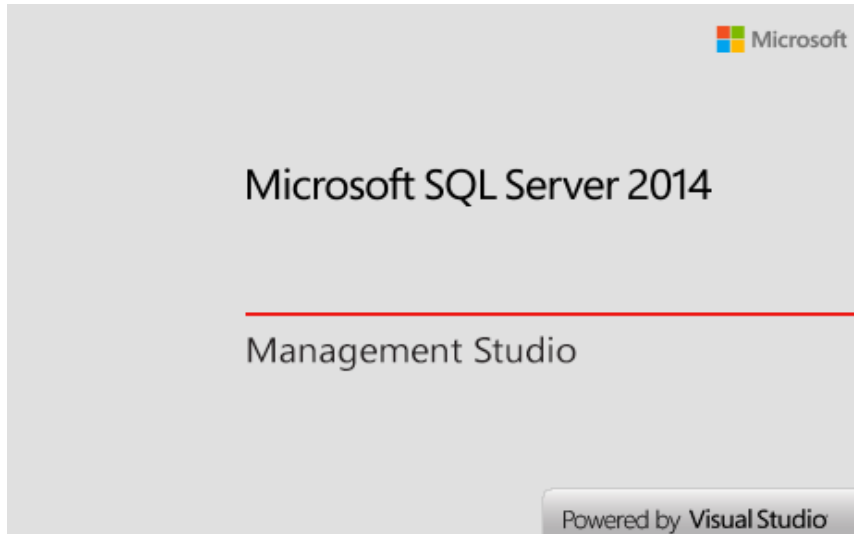 Microsoft
Microsoft SQL Server 2014
Management Studio
Powered by Visual Studio